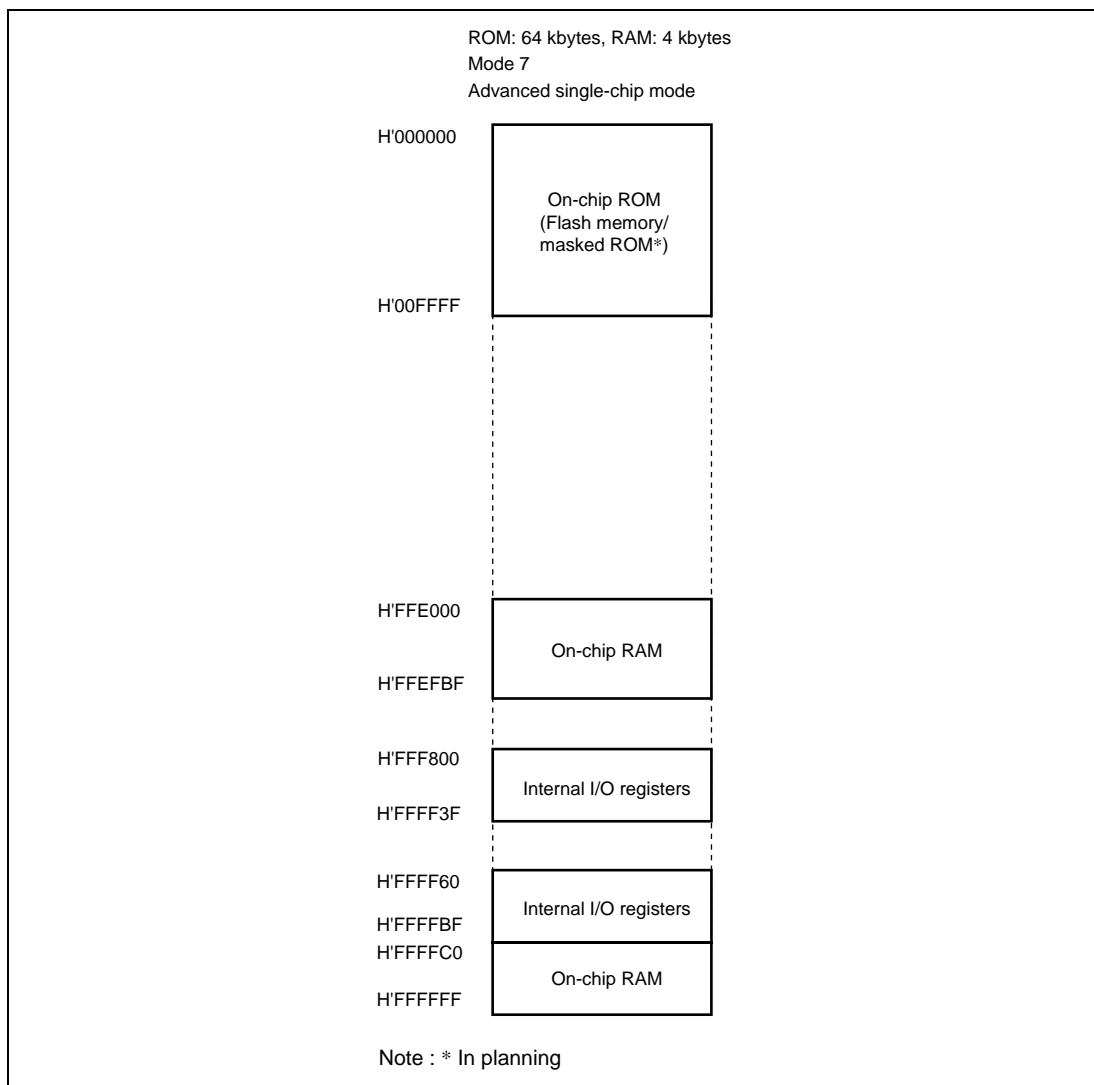 ROM: 64 kbytes, RAM: 4 kbytes
Mode 7
Advanced single-chip mode
H'000000
On-chip ROM
(Flash memory/
masked ROM*)
H'00FFFF
H'FFE000
On-chip RAM
H'FFEFBF
H'FFF800
Internal I/O registers
H'FFFF3F
H'FFFF60
Internal I/O registers
H'FFFFBF
H'FFFFC0
On-chip RAM
H'FFFFFF
Note : * In planning